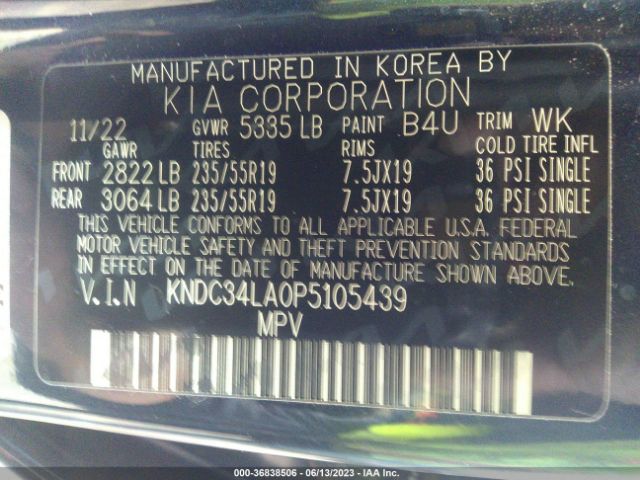 MANUFACTURED IN KOREA BY
KIA CORPORATION
11/22 GVWR 5335 LB PAINT B4U TRIM WK
GAWR TIRES RIMS COLD TIRE INFL
FRONT 2822 LB 235/55R19 7.5JX19 36 PSI SINGLE
REAR 3064 LB 235/55R19 7.5JX19 36 PSI SINGLE
THIS VEHICLE CONFORMS TO ALL APPLICABLE U.S.A. FEDERAL
MOTOR VEHICLE SAFETY AND THEFT PREVENTION STANDARDS
IN EFFECT ON THE DATE OF MANUFACTURE SHOWN ABOVE.
V.I.N KNDC34LA0P5105439
MPV
000-36838506 - 06/13/2023 - IAA Inc.